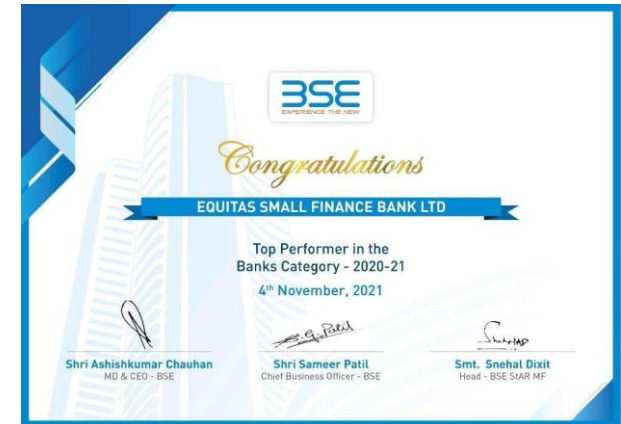 BSE
EXPERIENCE THE NEW
Congratulations
EQUITAS SMALL FINANCE BANK LTD
Top Performer in the
Banks Category - 2020-21
4th November, 2021
S.G. Patil
Shri Ashishkumar Chauhan
MD & CEO - BSE
Shri Sameer Patil
Chief Business Officer - BSE
Smt. Snehal Dixit
Head - BSE StAR MF